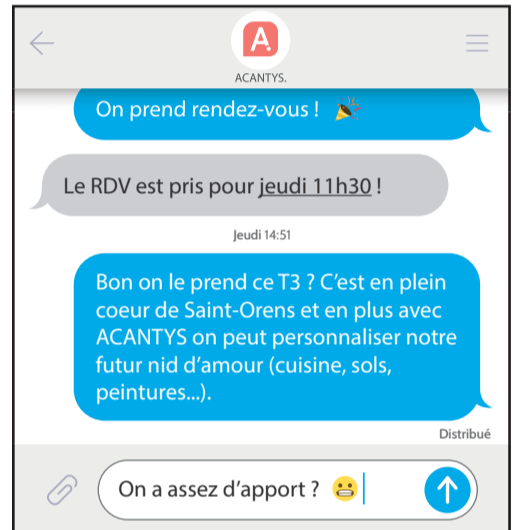 A.
ACANTYS.
On prend rendez-vous ! 🎉
Le RDV est pris pour jeudi 11h30 !
Jeudi 14:51
Bon on le prend ce T3 ? C’est en plein
coeur de Saint-Orens et en plus avec
ACANTYS on peut personnaliser notre
futur nid d’amour (cuisine, sols,
peintures...).
Distribué
On a assez d’apport ? 😬